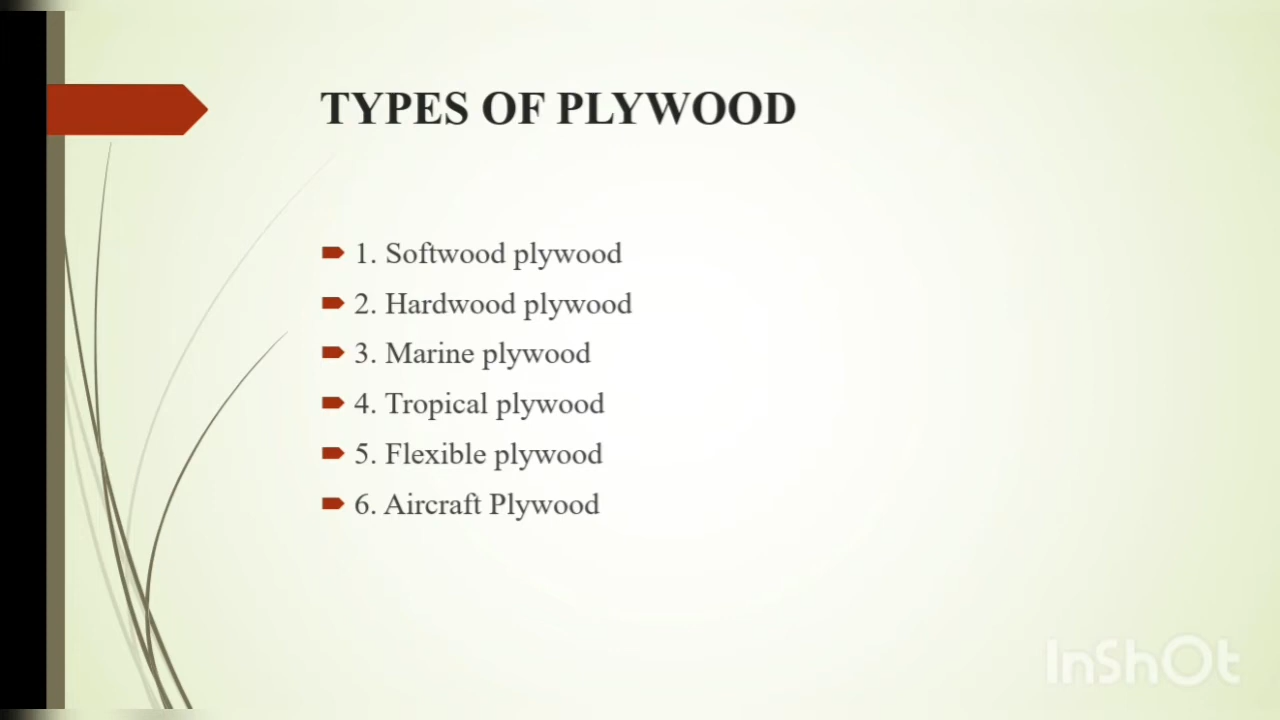 TYPES OF PLYWOOD
1. Softwood plywood
2. Hardwood plywood
3. Marine plywood
4. Tropical plywood
5. Flexible plywood
6. Aircraft Plywood
InShOt